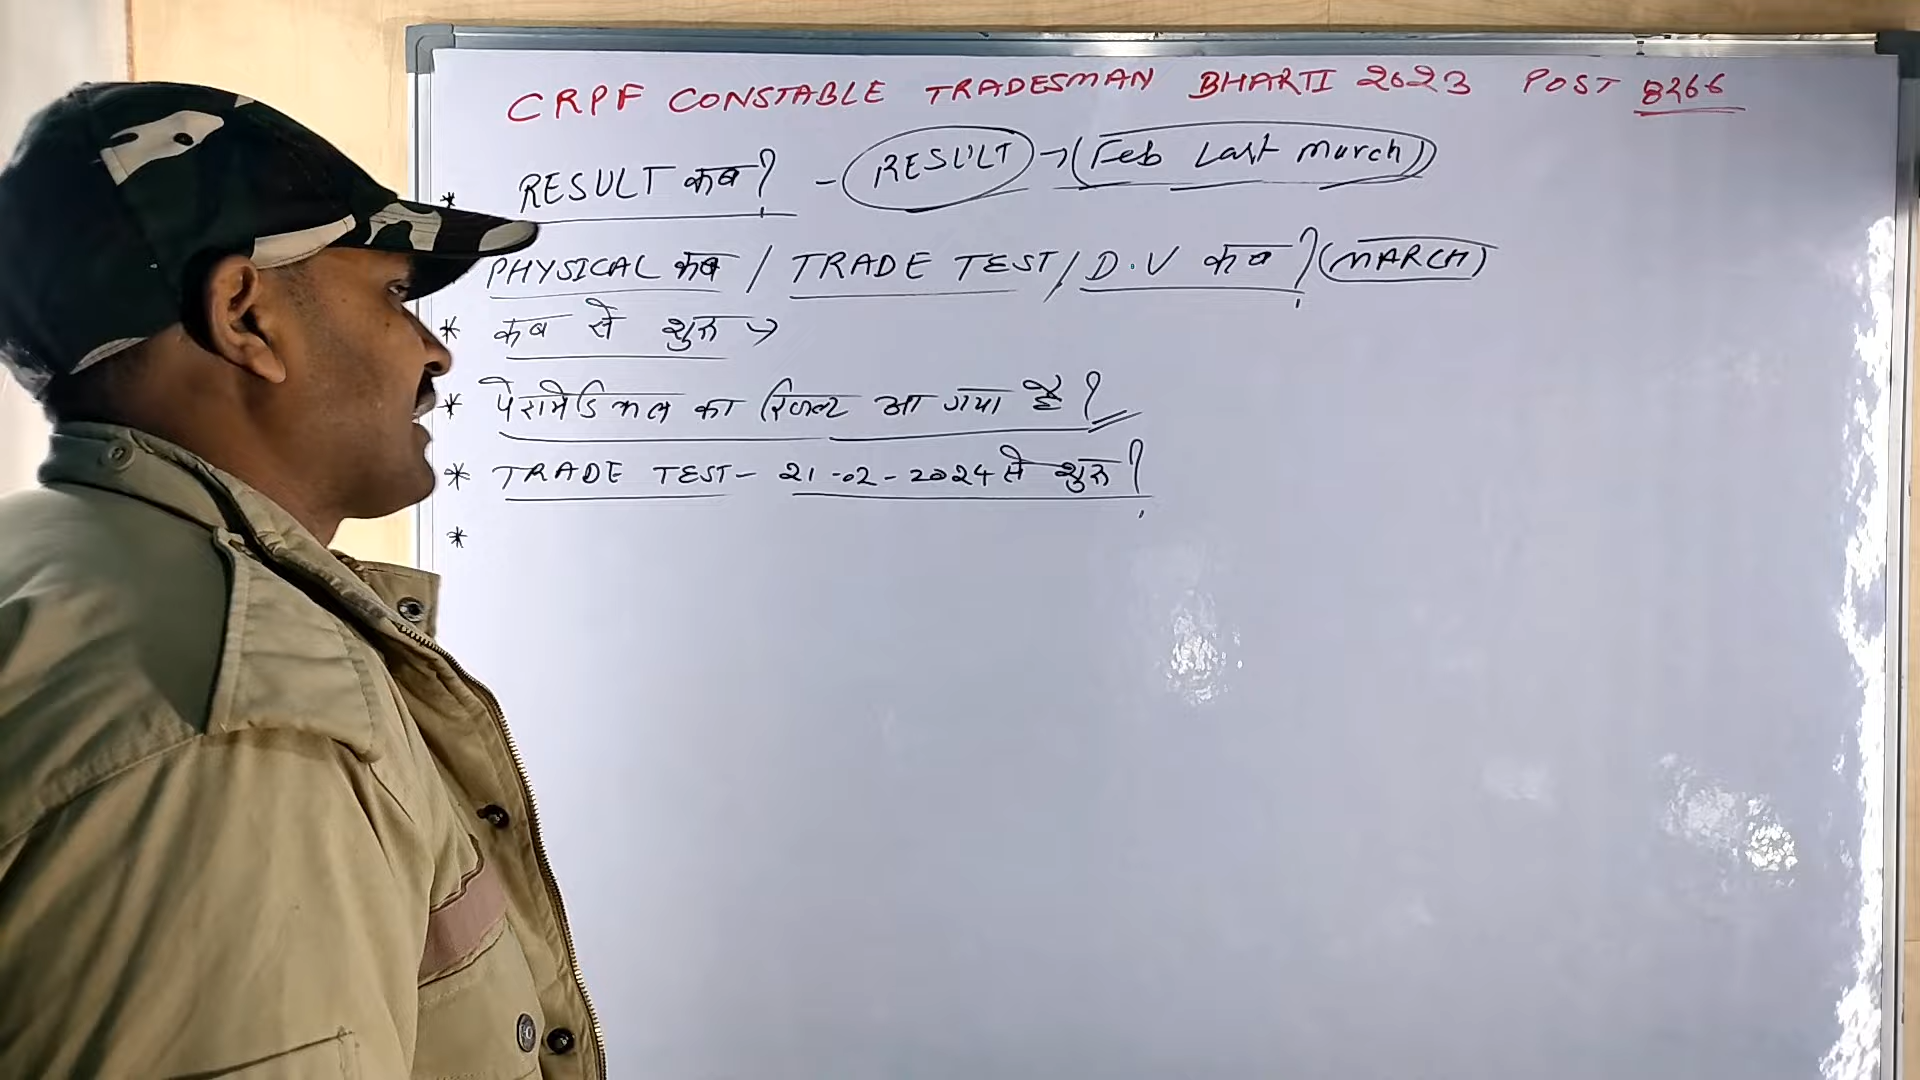 CRPF CONSTABLE TRADESMAN BHARTI 2023 POST 8266
* RESULT कब? - RESULT → (Feb Last March)
PHYSICAL कब / TRADE TEST / D.V कब? (MARCH)
* कब से शुरु →
* पेरामेडिकल का रिजल्ट आ गया है?
* TRADE TEST - 21-02-2024 से शुरु?
*